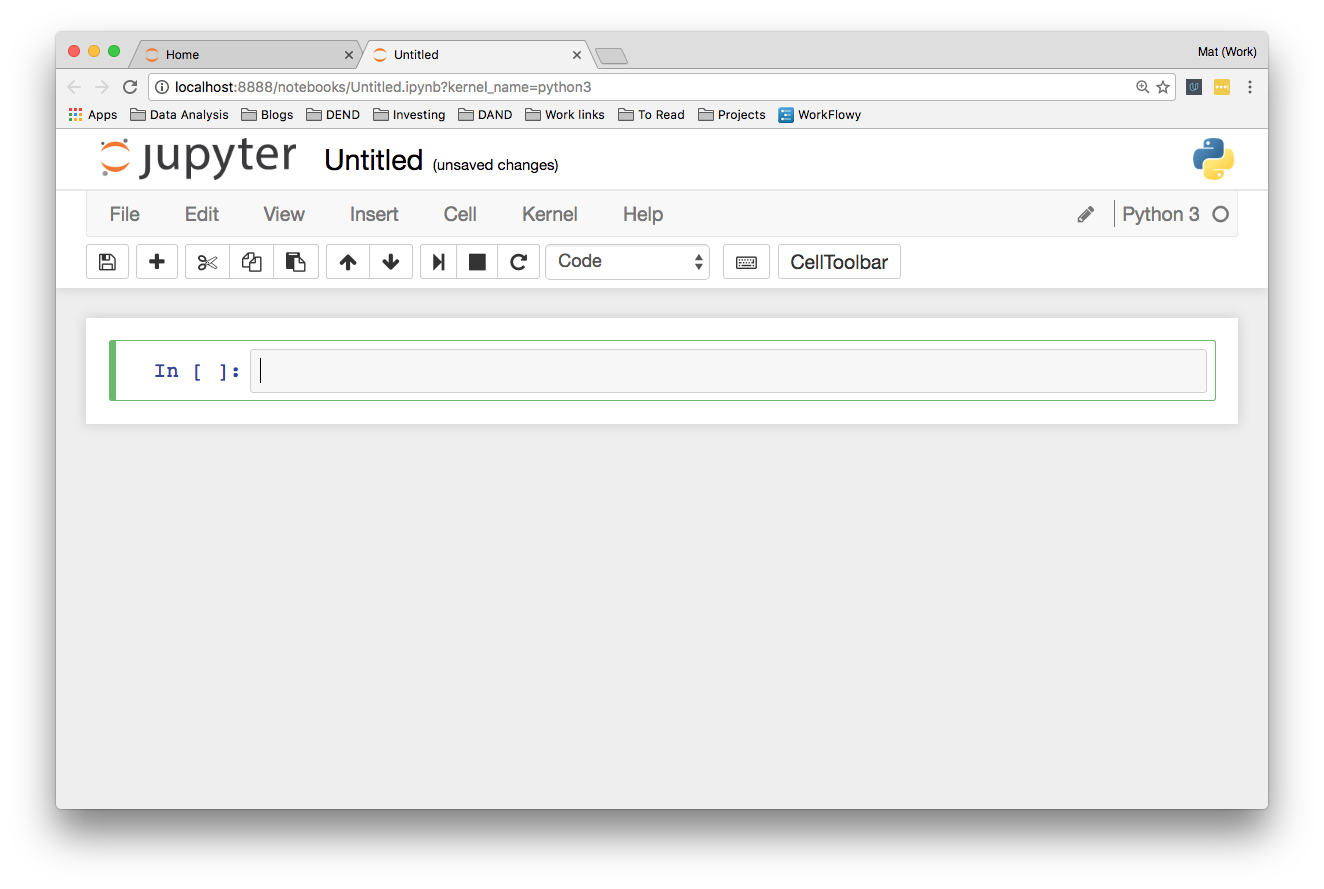 Home Untitled Mat (Work)
localhost:8888/notebooks/Untitled.ipynb?kernel_name=python3
Apps Data Analysis Blogs DEND Investing DAND Work links To Read Projects WorkFlowy
jupyter Untitled (unsaved changes)
File Edit View Insert Cell Kernel Help Python 3
Code CellToolbar
In [ ]: